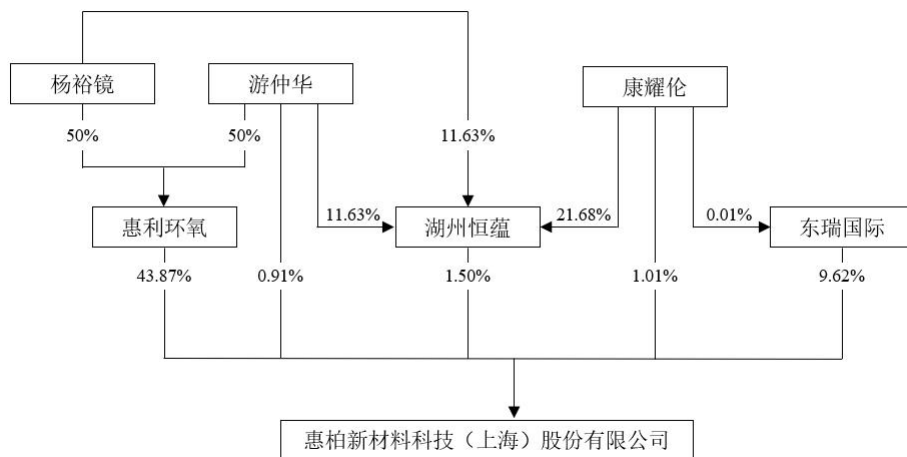 杨裕镜
游仲华
康耀伦
50%
50%
11.63%
惠利环氧
11.63%
湖州恒蕴
21.68%
0.01%
东瑞国际
43.87%
0.91%
1.50%
1.01%
9.62%
惠柏新材料科技（上海）股份有限公司